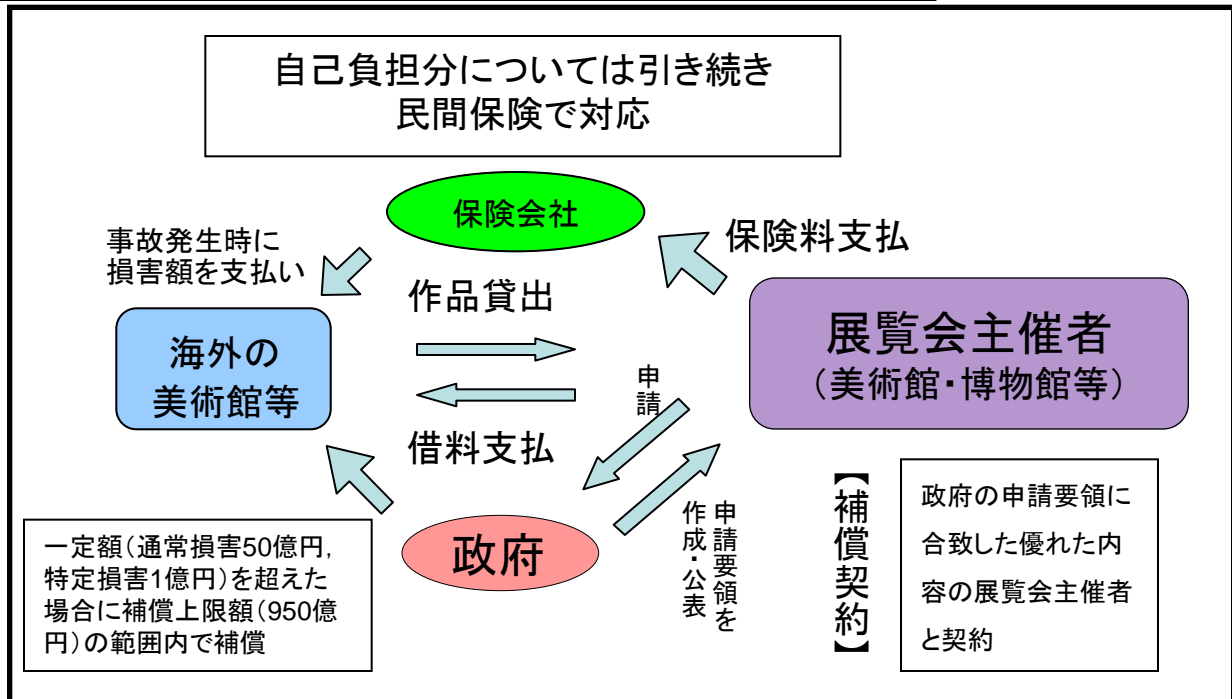 自己負担分については引き続き
民間保険で対応
保険会社
事故発生時に
損害額を支払い
保険料支払
作品貸出
海外の
美術館等
展覧会主催者
（美術館・博物館等）
申請
借料支払
政府
申請要領を
作成・公表
【補償契約】
一定額（通常損害50億円，
特定損害1億円）を超えた
場合に補償上限額（950億
円）の範囲内で補償
政府の申請要領に
合致した優れた内
容の展覧会主催者
と契約